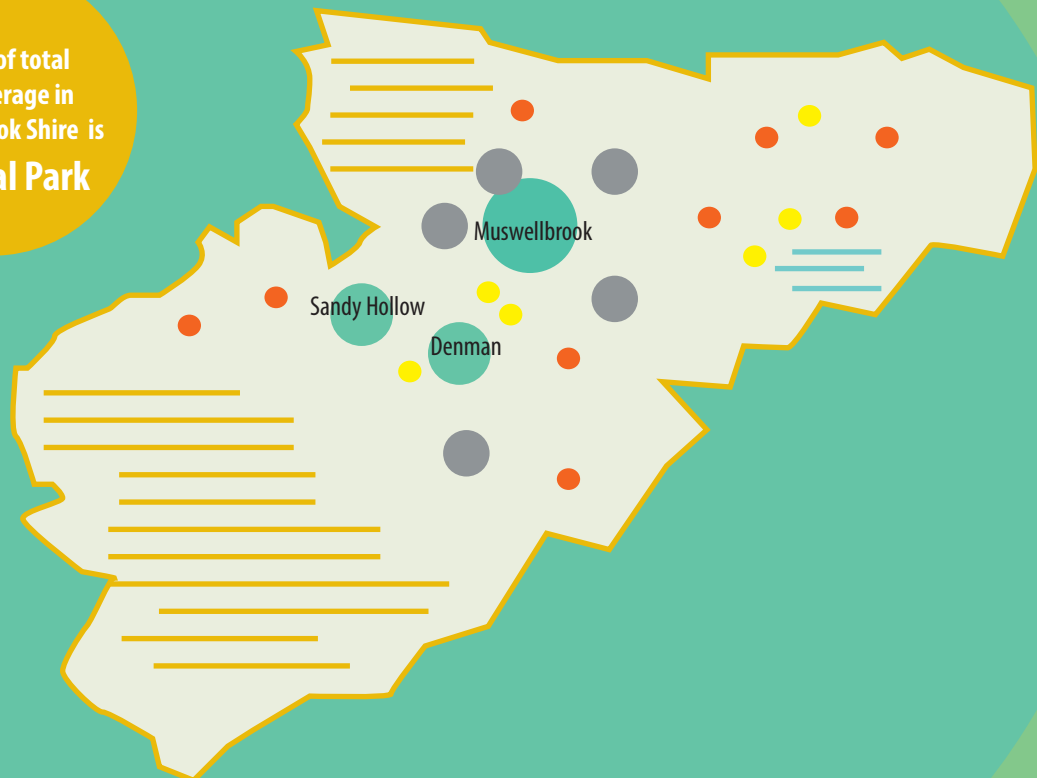 of total
erage in
ok Shire is
al Park
Muswellbrook
Sandy Hollow
Denman